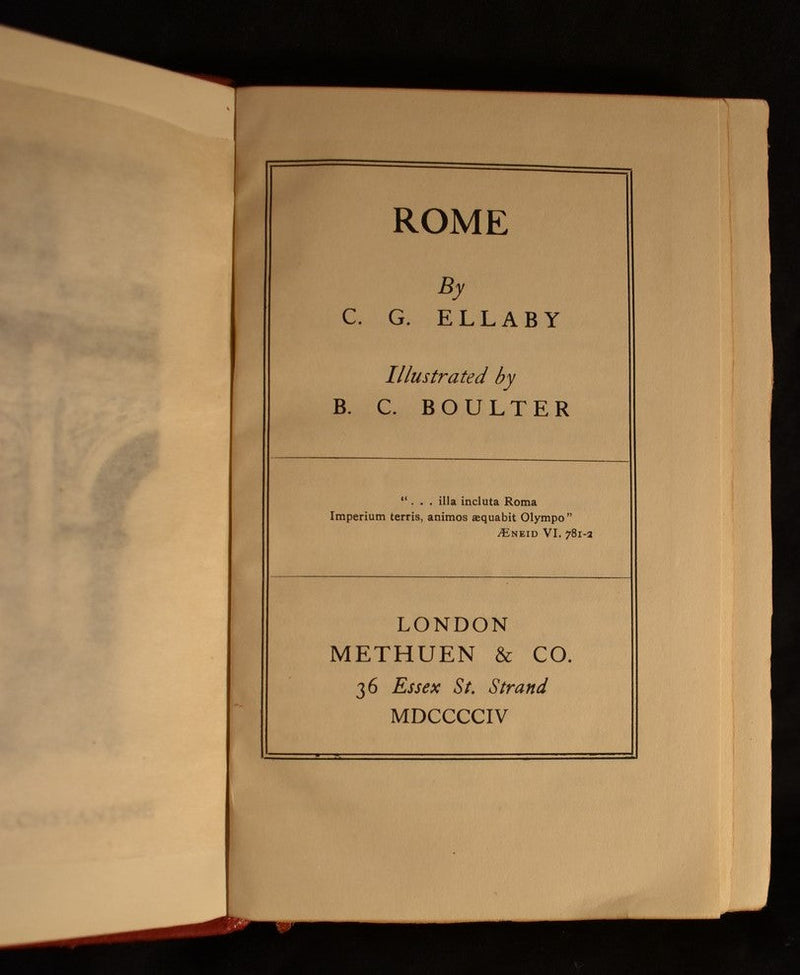 ROME
By
C. G. ELLABY
Illustrated by
B. C. BOULTER
“. . . illa incluta Roma
Imperium terris, animos æquabit Olympo”
ÆNEID VI. 781-2
LONDON
METHUEN & CO.
36 Essex St. Strand
MDCCCCIV
CONSTANTINE